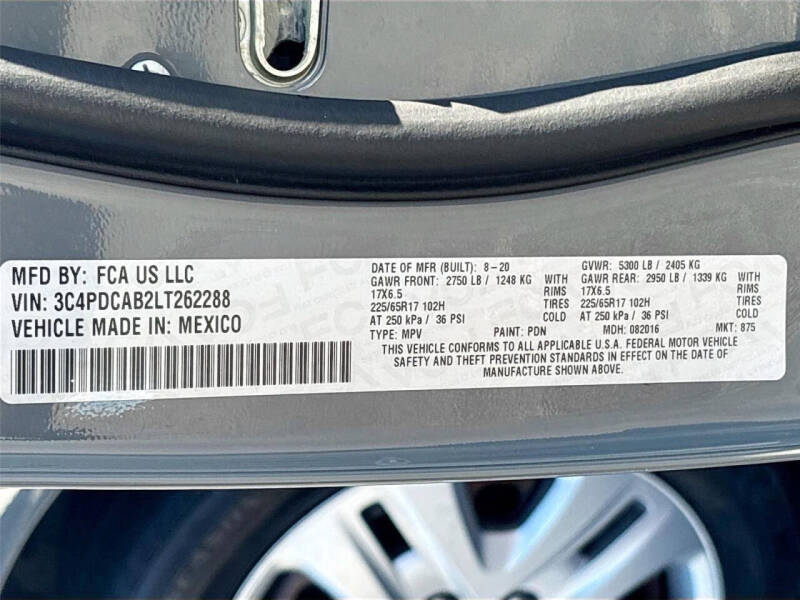 MFD BY: FCA US LLC
VIN: 3C4PDCAB2LT262288
VEHICLE MADE IN: MEXICO
DATE OF MFR (BUILT): 8-20 GVWR: 5300 LB / 2405 KG
GAWR FRONT: 2750 LB / 1248 KG WITH GAWR REAR: 2950 LB / 1339 KG WITH
17X6.5 RIMS 17X6.5 RIMS
225/65R17 102H TIRES 225/65R17 102H TIRES
AT 250 kPa / 36 PSI COLD AT 250 kPa / 36 PSI COLD
TYPE: MPV PAINT: PDN MDH: 082016 MKT: 875
THIS VEHICLE CONFORMS TO ALL APPLICABLE U.S.A. FEDERAL MOTOR VEHICLE
SAFETY AND THEFT PREVENTION STANDARDS IN EFFECT ON THE DATE OF
MANUFACTURE SHOWN ABOVE.